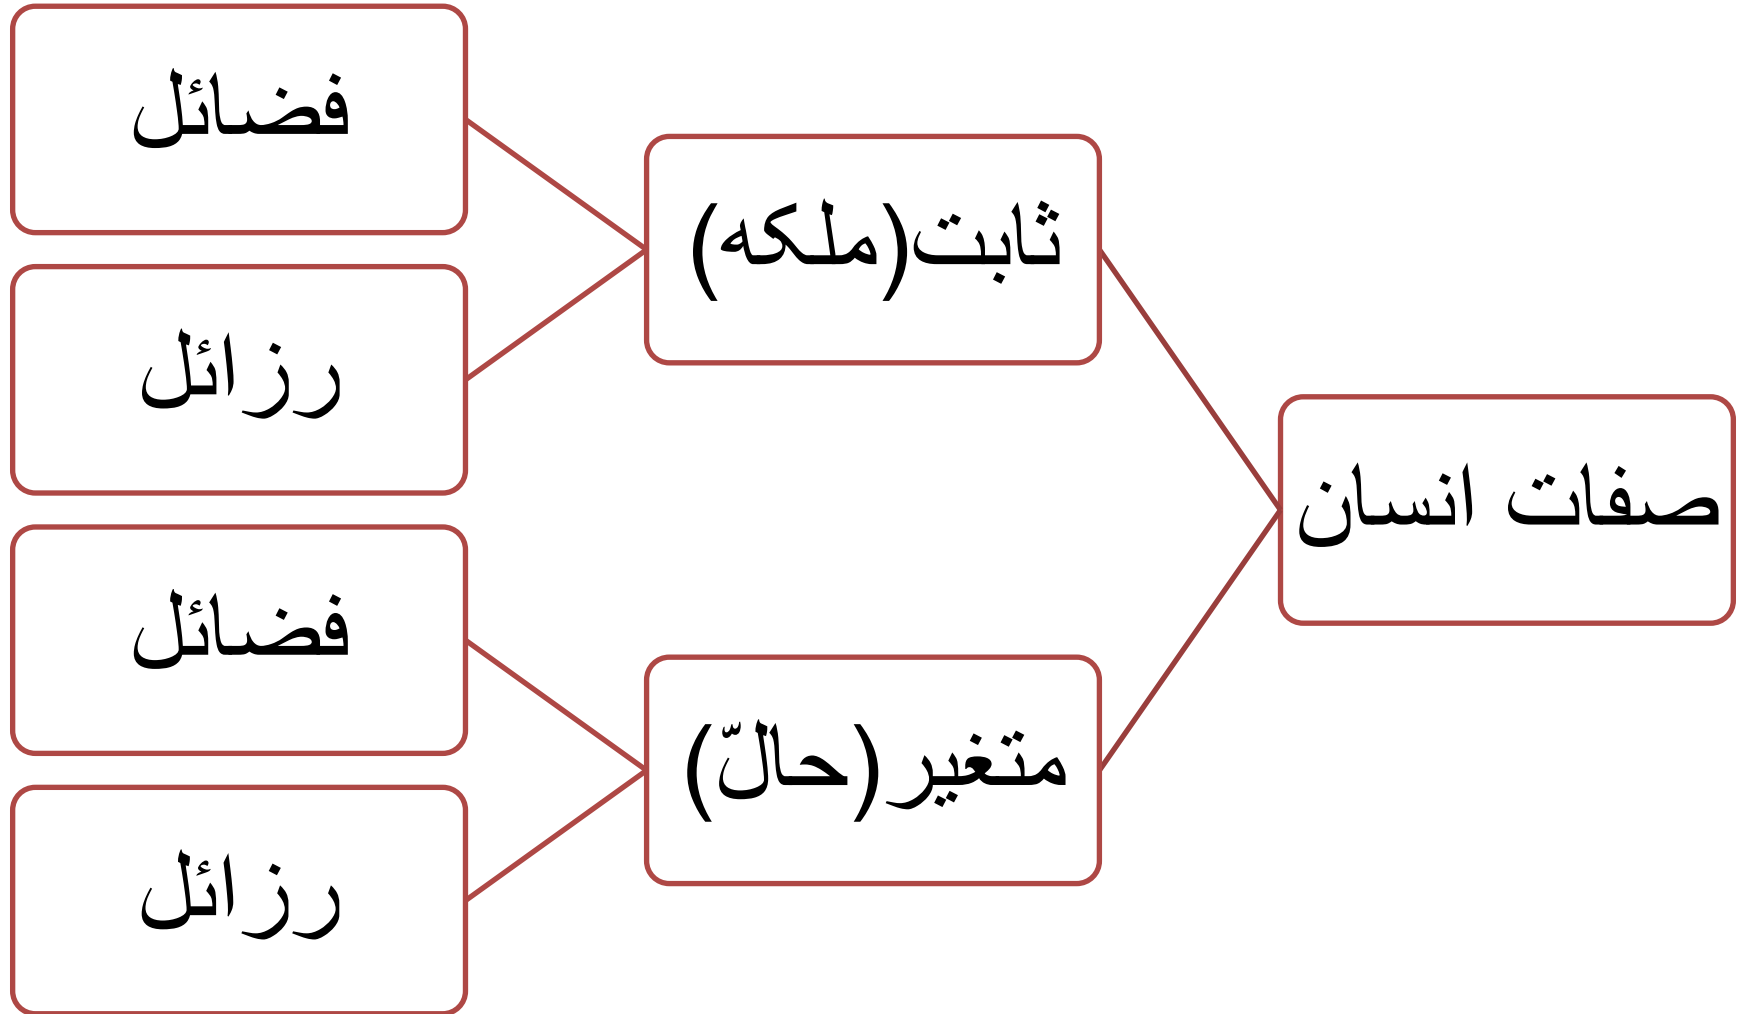 صفات انسان
ثابت(ملکه)
فضائل
رزائل
متغیر(حالّ)
فضائل
رزائل